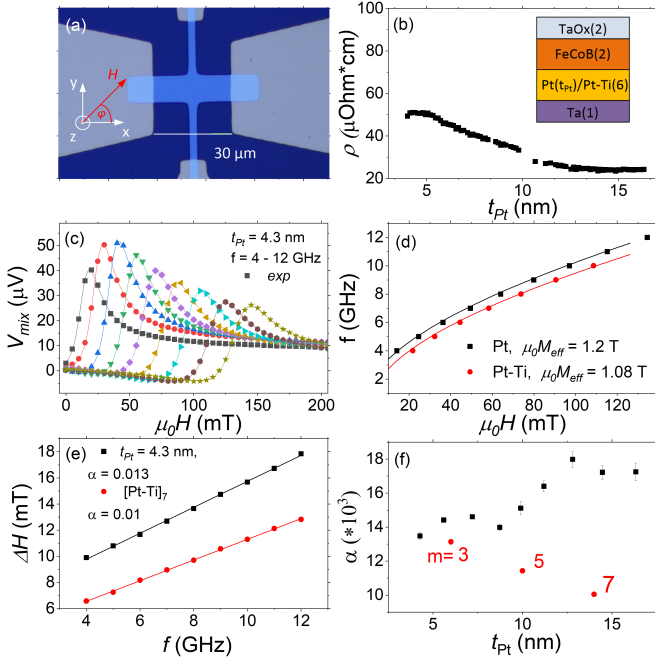 (a)
H
y
φ
z
x
30 µm
(b)
TaOx(2)
FeCoB(2)
Pt(tPt)/Pt-Ti(6)
Ta(1)
100
80
60
40
20
5
10
15
ρ (µOhm*cm)
tPt (nm)
(c)
tPt = 4.3 nm
f = 4 - 12 GHz
exp
50
40
30
20
10
0
0
50
100
150
200
Vmix (µV)
µ0H (mT)
(d)
12
10
8
6
4
2
20
40
60
80
100
120
f (GHz)
Pt, µ0Meff = 1.2 T
Pt-Ti, µ0Meff = 1.08 T
µ0H (mT)
(e)
tPt = 4.3 nm,
α = 0.013
[Pt-Ti]7
α = 0.01
18
16
14
12
10
8
6
4
6
8
10
12
ΔH (mT)
f (GHz)
(f)
18
16
14
12
10
5
10
15
α (*10³)
m= 3
5
7
tPt (nm)